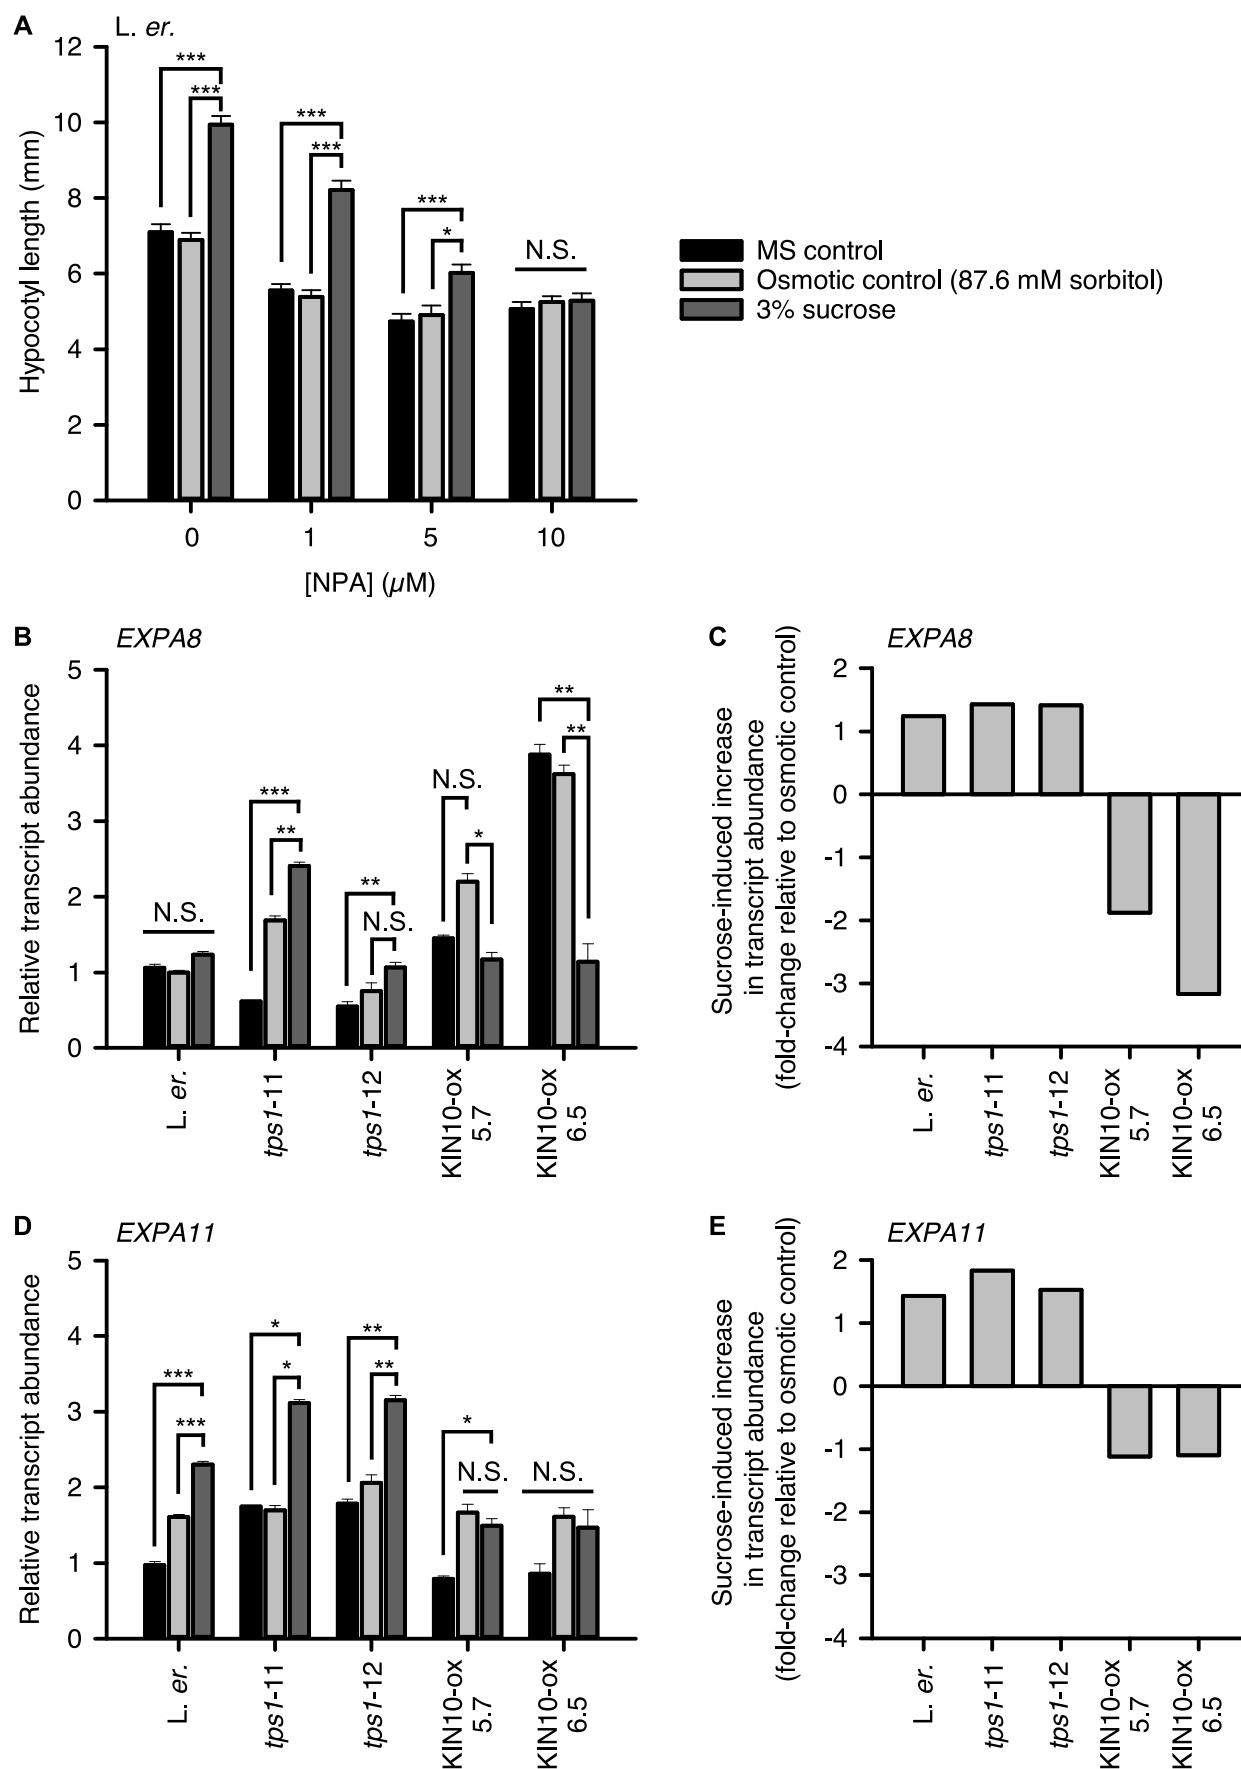 A
L. er.
12
10
8
6
4
2
0
Hypocotyl length (mm)
***
***
***
***
***
*
N.S.
0 1 5 10
[NPA] (µM)
MS control
Osmotic control (87.6 mM sorbitol)
3% sucrose
B
EXPA8
5
4
3
2
1
0
Relative transcript abundance
N.S.
***
**
**
N.S.
N.S.
*
**
**
L. er.
tps1-11
tps1-12
KIN10-ox
5.7
KIN10-ox
6.5
C
EXPA8
2
1
0
-1
-2
-3
-4
Sucrose-induced increase
in transcript abundance
(fold-change relative to osmotic control)
L. er.
tps1-11
tps1-12
KIN10-ox
5.7
KIN10-ox
6.5
D
EXPA11
5
4
3
2
1
0
Relative transcript abundance
***
***
*
*
**
**
*
N.S.
N.S.
L. er.
tps1-11
tps1-12
KIN10-ox
5.7
KIN10-ox
6.5
E
EXPA11
2
1
0
-1
-2
-3
-4
Sucrose-induced increase
in transcript abundance
(fold-change relative to osmotic control)
L. er.
tps1-11
tps1-12
KIN10-ox
5.7
KIN10-ox
6.5